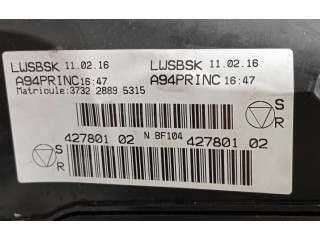 LWSBSK 11.02.16 LWSBSK 11.02.16
A94PRINC 16:47 A94PRINC 16:47
Matricule:3732 2889 5315
S
R
427801 02 N BF104 427801 02
S
R